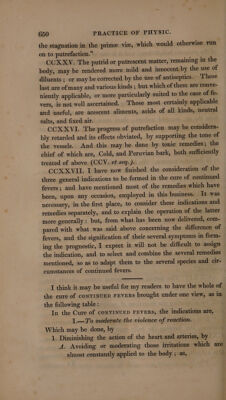 650 PRACTICE OF PHYSIC.
the stagnation in the primæ viæ, which would otherwise run
on to putrefaction."
CCXXV. The putrid or putrescent matter, remaining in the
body, may be rendered more mild and innocent by the use of
diluents ; or may be corrected by the use of antiseptics. These
last are of many and various kinds ; but which of them are conve-
niently applicable, or more particularly suited to the case of fe-
vers, is not well ascertained. Those most certainly applicable
and useful, are acescent aliments, acids of all kinds, neutral
salts, and fixed air.
CCXXVI. The progress of putrefaction may be considera-
bly retarded and its effects obviated, by supporting the tone of
the vessels. And this may be done by tonic remedies; the
chief of which are, Cold, and Peruvian bark, both sufficiently
treated of above (CCV. et seq.).
CCXXVII. I have now finished the consideration of the
three general indications to be formed in the cure of continued
fevers ; and have mentioned most of the remedies which have
been, upon any occasion, employed in this business. It was
necessary, in the first place, to consider these indications and
remedies separately, and to explain the operation of the latter
more generally : but, from what has been now delivered, com-
pared with what was said above concerning the difference of
fevers, and the signification of their several symptoms in form-
ing the prognostic, I expect it will not be difficult to assign
the indication, and to select and combine the several remedies
mentioned, so as to adapt them to the several species and cir-
cumstances of continued fevers.
I think it may be useful for my readers to have the whole of
the cure of CONTINUED FEVERS brought under one view, as in
the following table :
In the Cure of CONTINUED FEVERS, the indications are,
I.—To moderate the violence of reaction.
Which may be done, by
1. Diminishing the action of the heart and arteries, by
A. Avoiding or moderating those irritations which are
almost constantly applied to the body ; as,